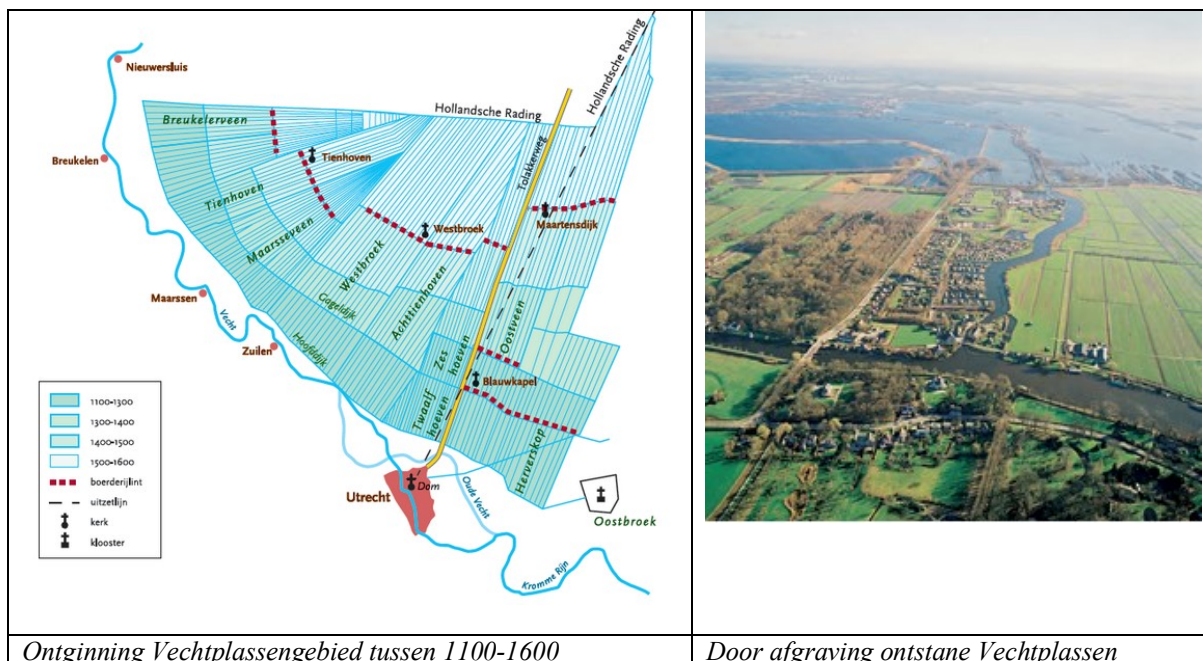 Nieuwersluis
Hollandsche Rading
Hollandsche Rading
Breukelerveen
Tienhoven
Breukelen
Tolakkerweg
Tienhoven
Maartensdijk
Westbroek
Maarsseveen
Westbroek
Maarssen
Gageldijk
Achttienhoven
Oostveen
Vecht
Zuilen
Hoofddijk
Zes
hoeven
Blauwkapel
Twaalf
hoeven
Herverskop
1100-1300
1300-1400
1400-1500
1500-1600
boerderijlint
uitzetlijn
kerk
klooster
Dom
Utrecht
Oude Vecht
Oostbroek
Kromme Rijn
Ontginning Vechtplassengebied tussen 1100-1600
Door afgraving ontstane Vechtplassen